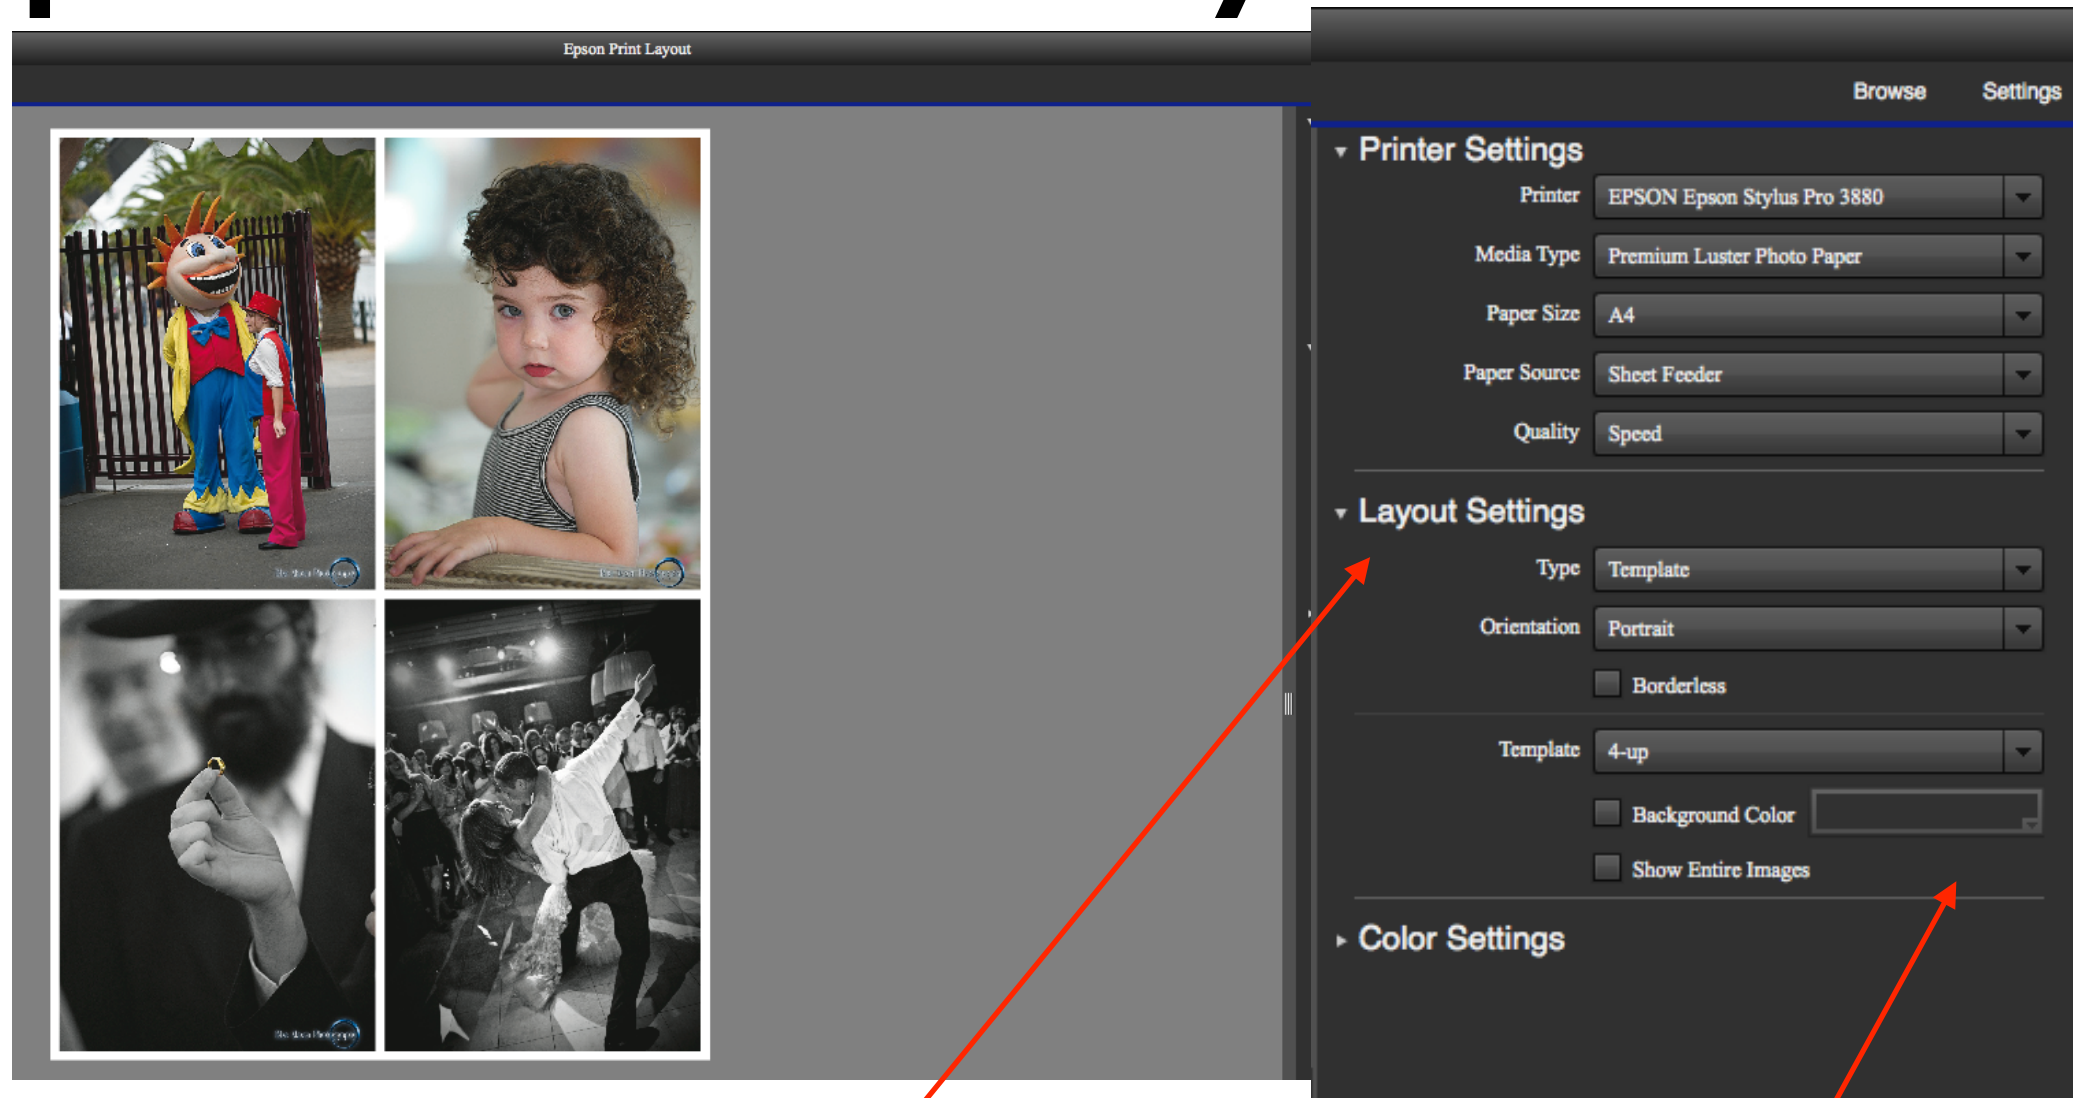 Epson Print Layout
Browse Settings
Printer Settings
Printer EPSON Epson Stylus Pro 3880
Media Type Premium Luster Photo Paper
Paper Size A4
Paper Source Sheet Feeder
Quality Speed
Layout Settings
Type Template
Orientation Portrait
Borderless
Template 4-up
Background Color
Show Entire Images
Color Settings